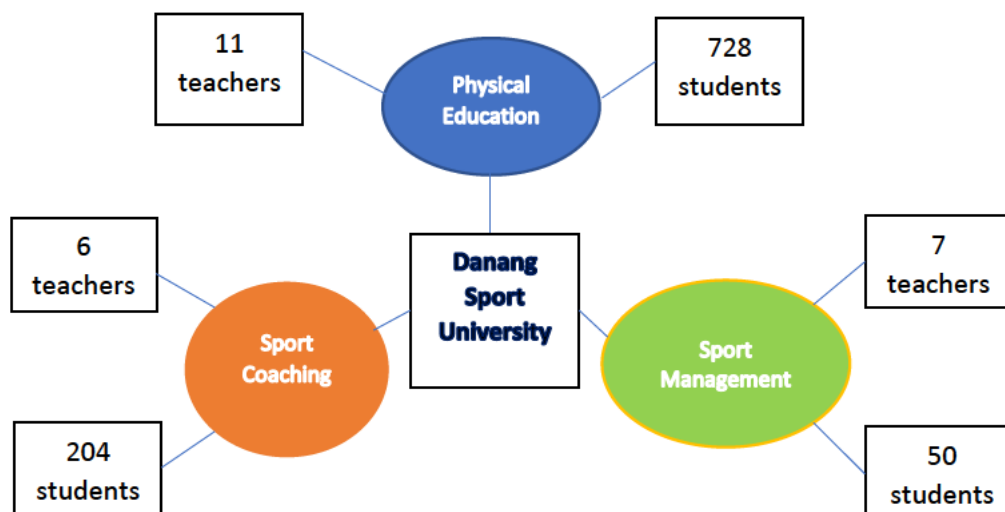 11
teachers
Physical
Education
728
students
6
teachers
Danang
Sport
University
7
teachers
Sport
Coaching
Sport
Management
204
students
50
students